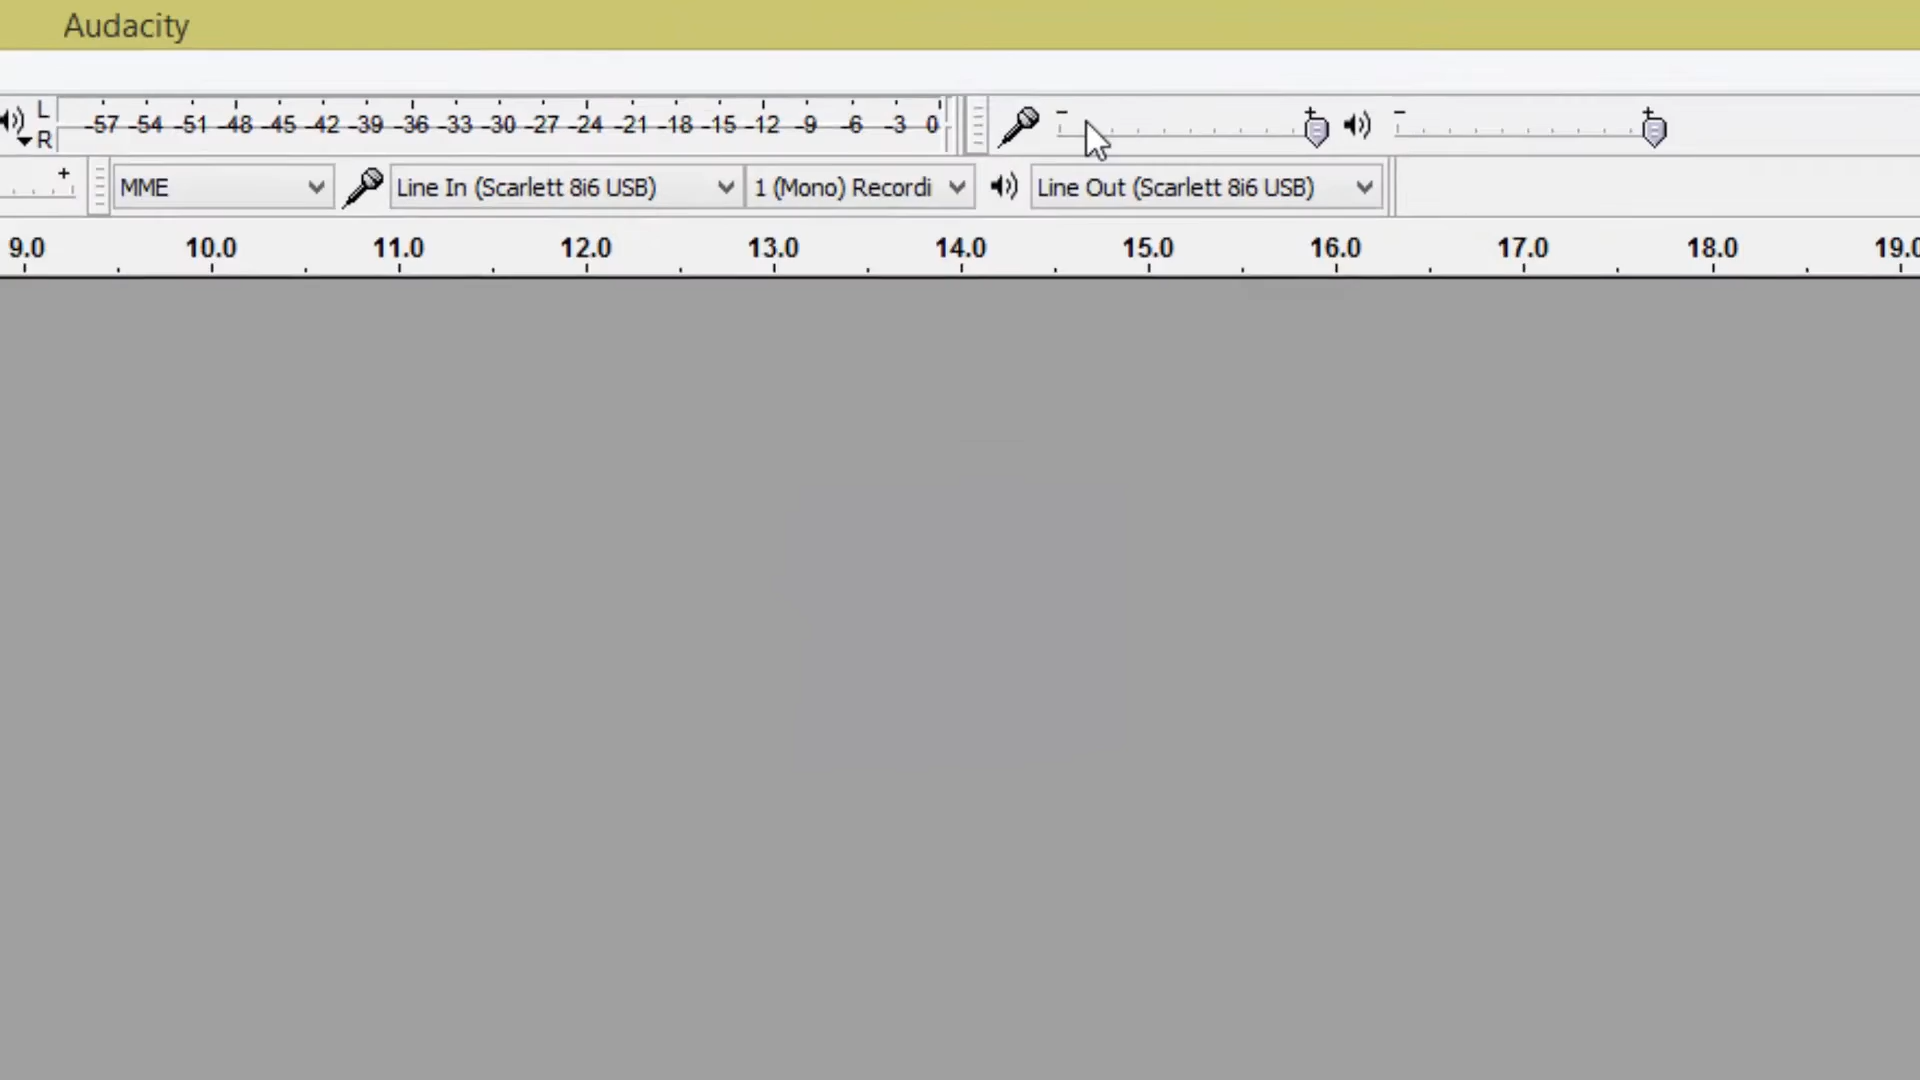 Audacity
L
R
-57 -54 -51 -48 -45 -42 -39 -36 -33 -30 -27 -24 -21 -18 -15 -12 -9 -6 -3 0
- + - +
+ MME Line In (Scarlett 8i6 USB) 1 (Mono) Recordi Line Out (Scarlett 8i6 USB)
9.0 10.0 11.0 12.0 13.0 14.0 15.0 16.0 17.0 18.0 19.0